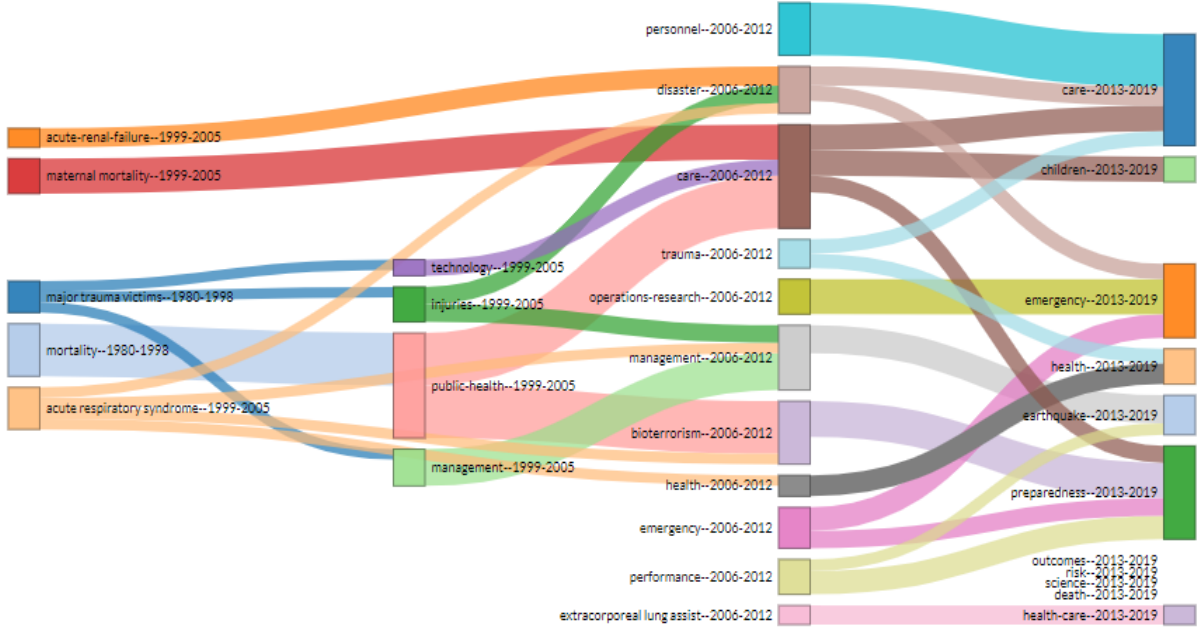 acute-renal-failure--1999-2005
maternal mortality--1999-2005
major trauma victims--1980-1998
mortality--1980-1998
acute respiratory syndrome--1999-2005
technology--1999-2005
injuries--1999-2005
public-health--1999-2005
management--1999-2005
personnel--2006-2012
disaster--2006-2012
care--2006-2012
trauma--2006-2012
operations-research--2006-2012
management--2006-2012
bioterrorism--2006-2012
health--2006-2012
emergency--2006-2012
performance--2006-2012
extracorporeal lung assist--2006-2012
care--2013-2019
children--2013-2019
emergency--2013-2019
health--2013-2019
earthquake--2013-2019
preparedness--2013-2019
outcomes--2013-2019
risk--2013-2019
science--2013-2019
death--2013-2019
health-care--2013-2019